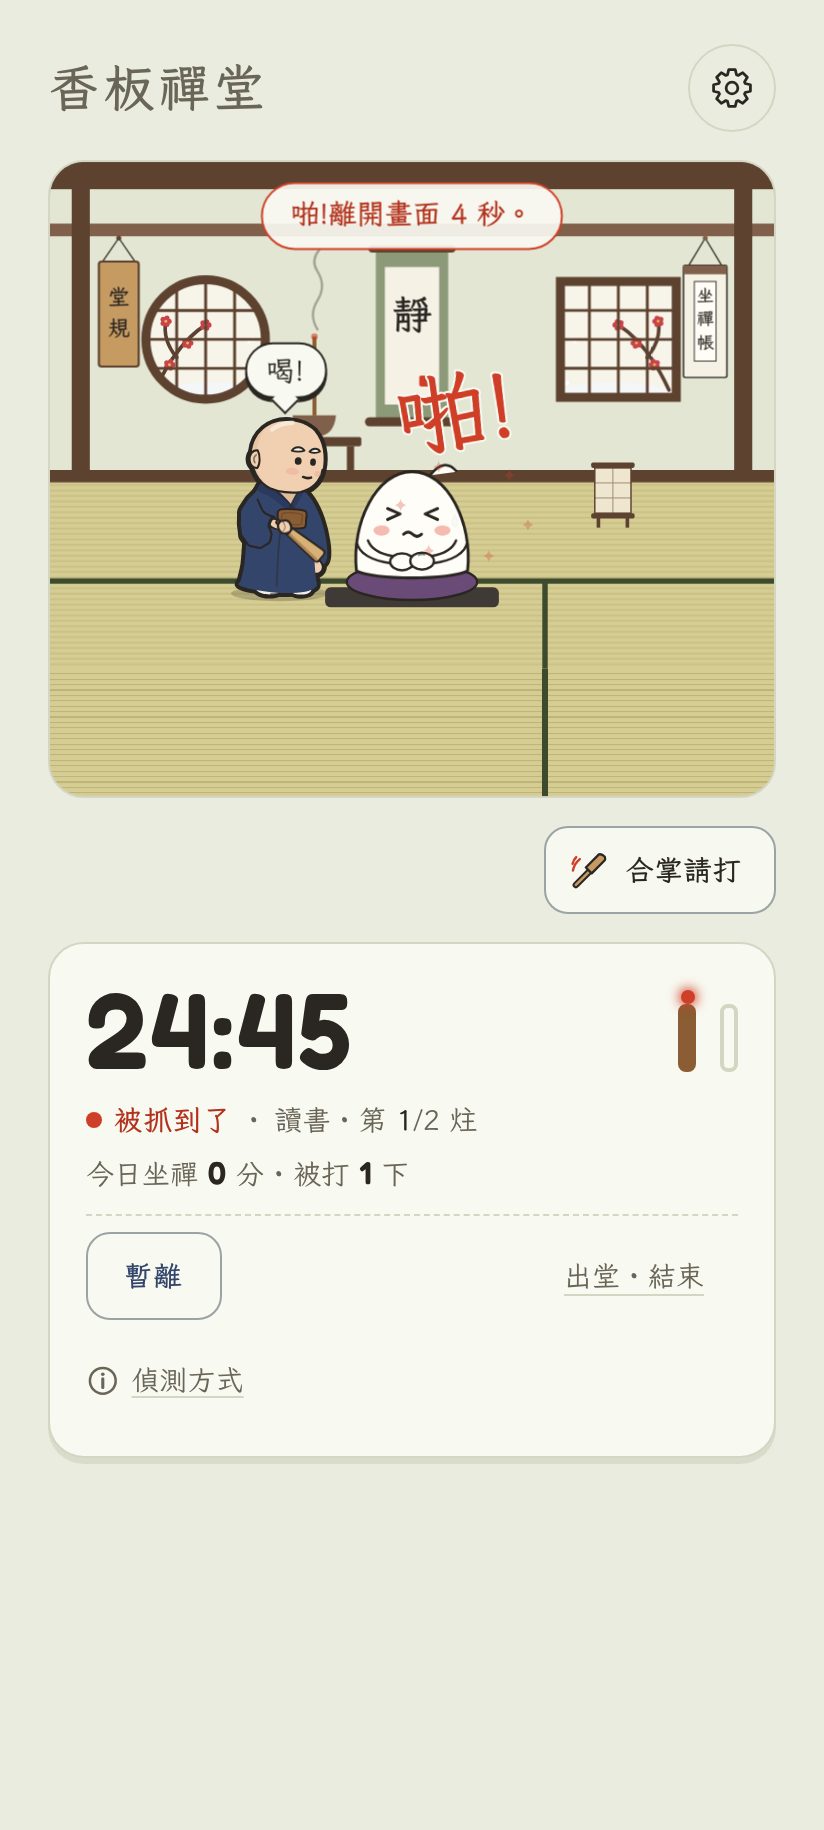 香板禪堂
啪!離開畫面 4 秒。
堂規
靜
坐禪帳
喝!
啪!
合掌請打
24:45
被抓到了 · 讀書 · 第 1/2 炷
今日坐禪 0 分 · 被打 1 下
暫離
出堂 · 結束
偵測方式